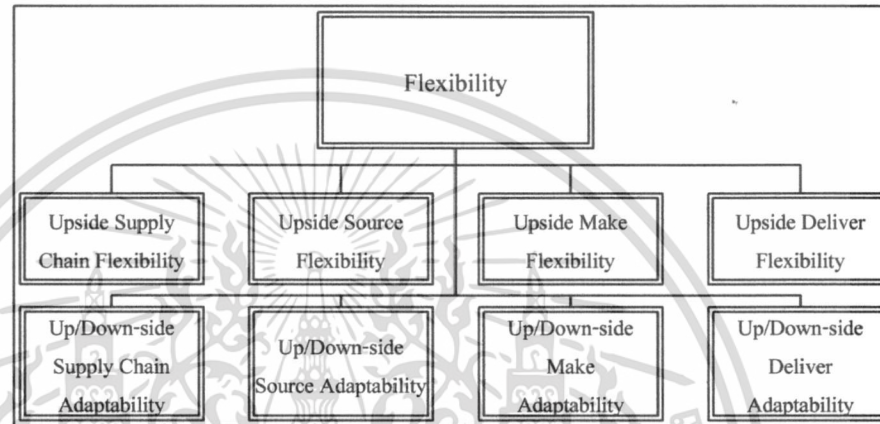 Flexibility
Upside Supply
Chain Flexibility
Upside Source
Flexibility
Upside Make
Flexibility
Upside Deliver
Flexibility
Up/Down-side
Supply Chain
Adaptability
Up/Down-side
Source Adaptability
Up/Down-side
Make
Adaptability
Up/Down-side
Deliver
Adaptability